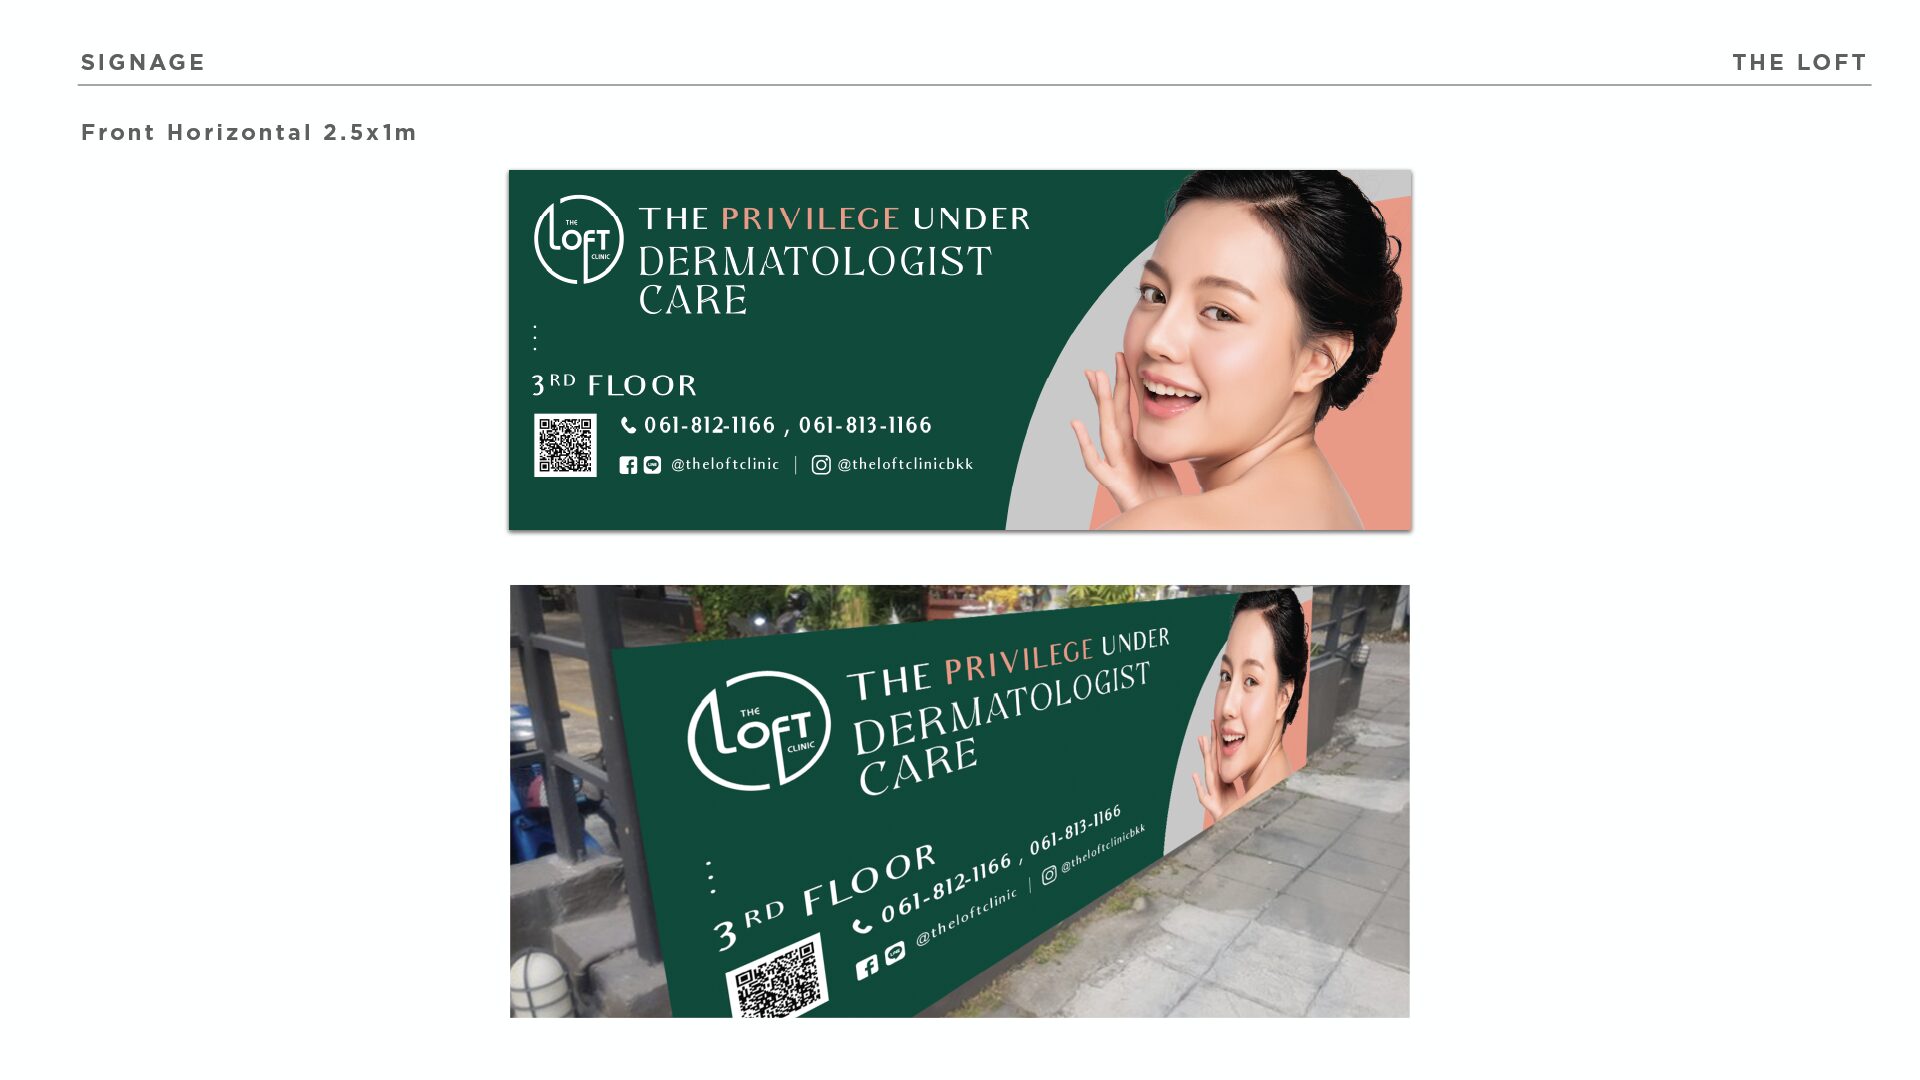 SIGNAGE
THE LOFT
Front Horizontal 2.5x1m
THE LOFT CLINIC
THE PRIVILEGE UNDER
DERMATOLOGIST
CARE
3RD FLOOR
061-812-1166 , 061-813-1166
LINE @theloftclinic | @theloftclinicbkk
THE LOFT CLINIC
THE PRIVILEGE UNDER
DERMATOLOGIST
CARE
3RD FLOOR
061-812-1166 , 061-813-1166
LINE @theloftclinic | @theloftclinicbkk